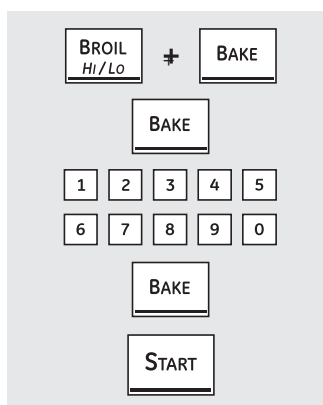 BROIL + BAKE
HI/LO
BAKE
1 2 3 4 5
6 7 8 9 0
BAKE
START